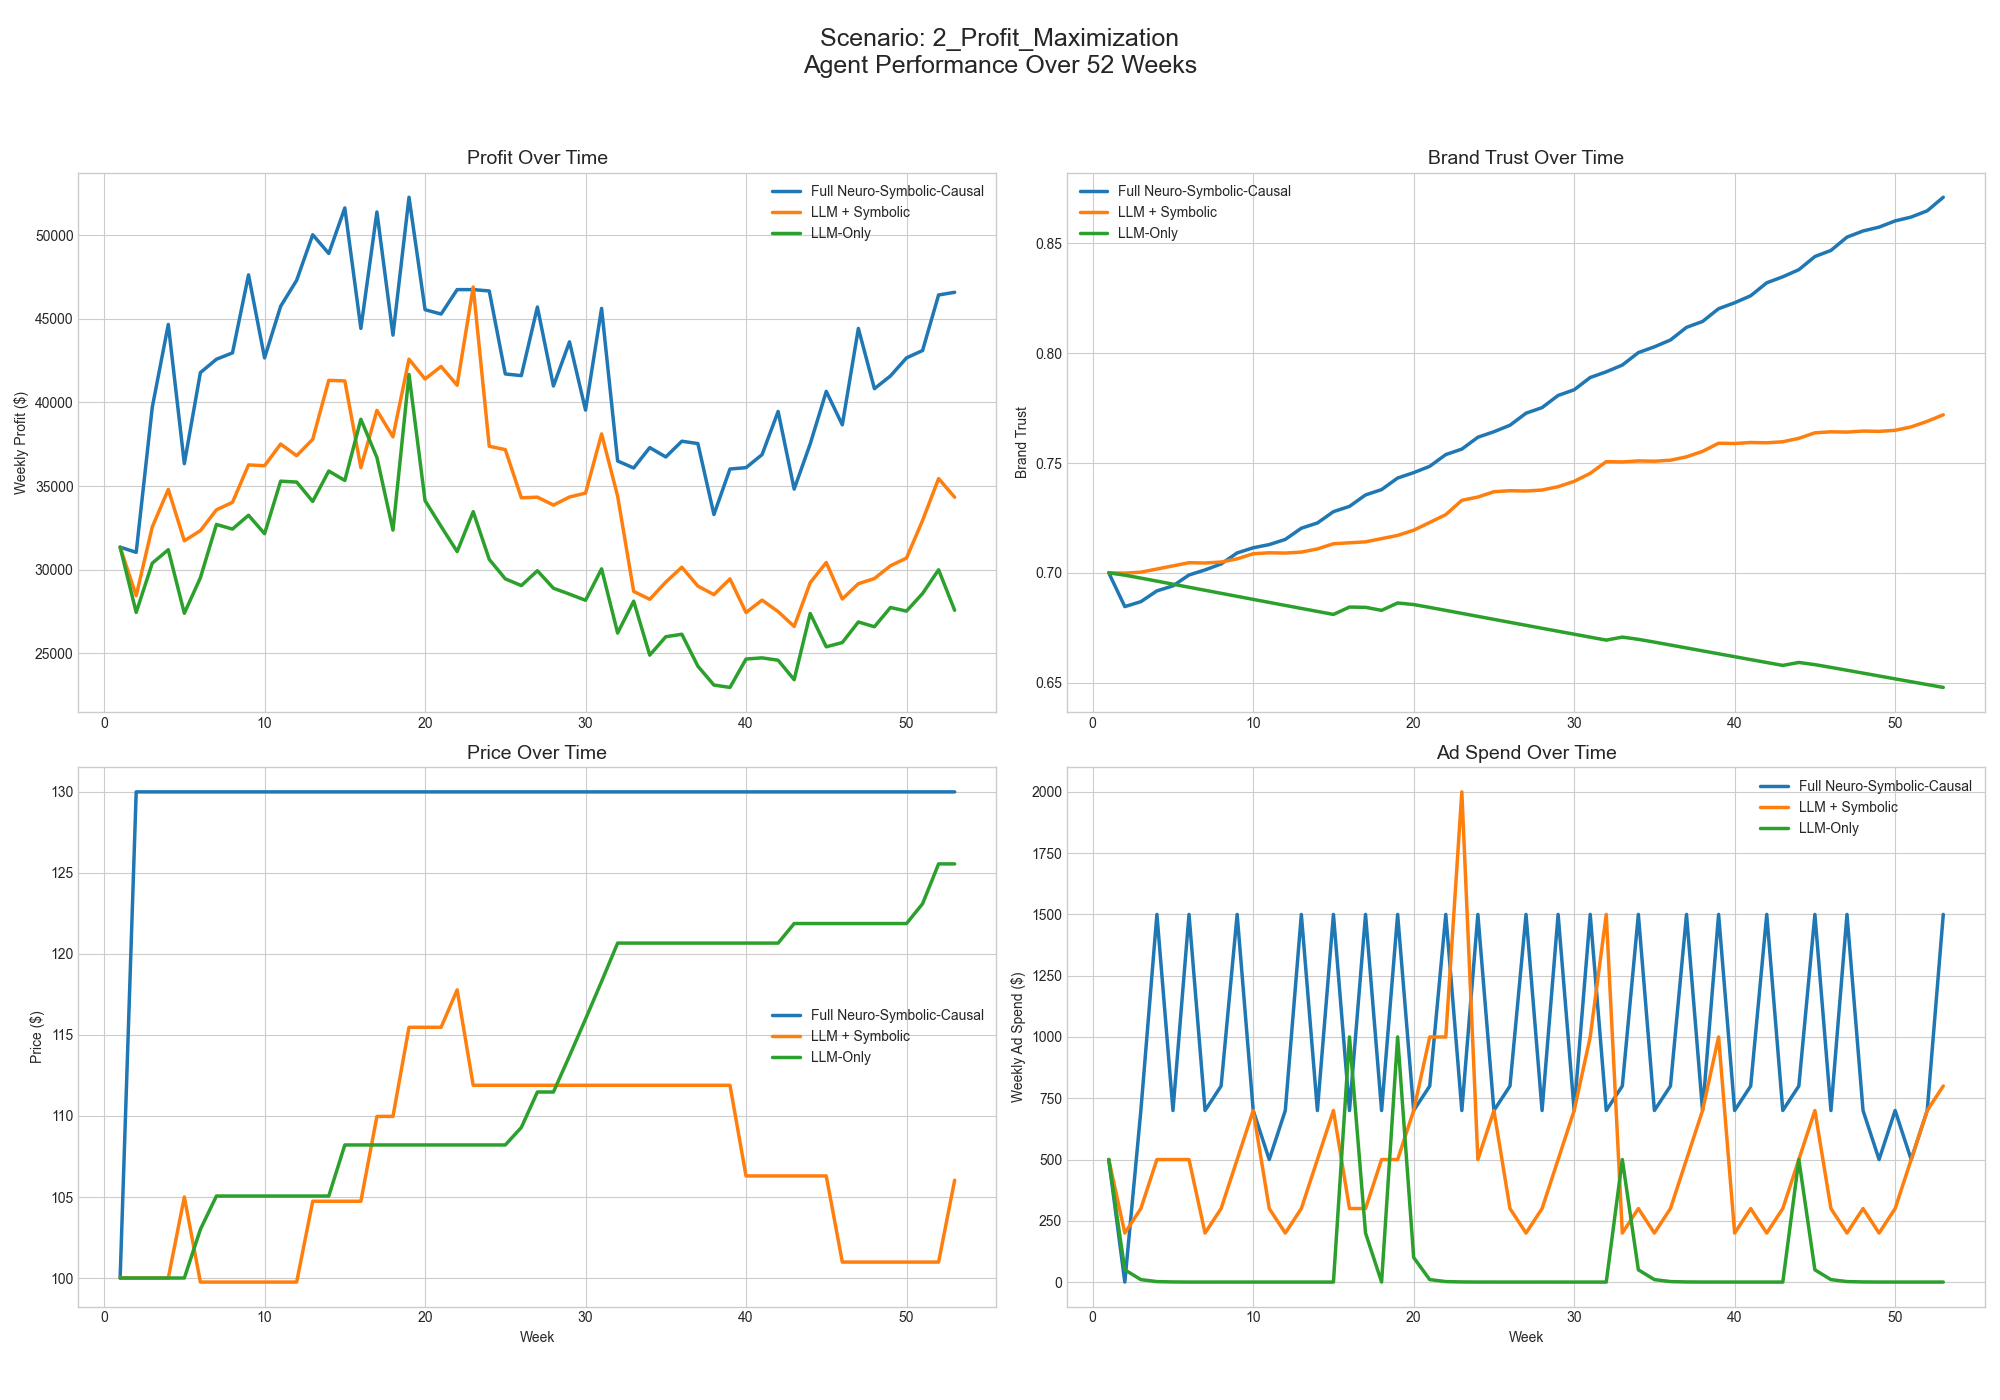 Scenario: 2_Profit_Maximization
Agent Performance Over 52 Weeks
Profit Over Time
Weekly Profit ($)
50000
45000
40000
35000
30000
25000
0 10 20 30 40 50
Full Neuro-Symbolic-Causal
LLM + Symbolic
LLM-Only
Brand Trust Over Time
Brand Trust
0.85
0.80
0.75
0.70
0.65
0 10 20 30 40 50
Full Neuro-Symbolic-Causal
LLM + Symbolic
LLM-Only
Price Over Time
Price ($)
130
125
120
115
110
105
100
0 10 20 30 40 50
Week
Full Neuro-Symbolic-Causal
LLM + Symbolic
LLM-Only
Ad Spend Over Time
Weekly Ad Spend ($)
2000
1750
1500
1250
1000
750
500
250
0
0 10 20 30 40 50
Week
Full Neuro-Symbolic-Causal
LLM + Symbolic
LLM-Only